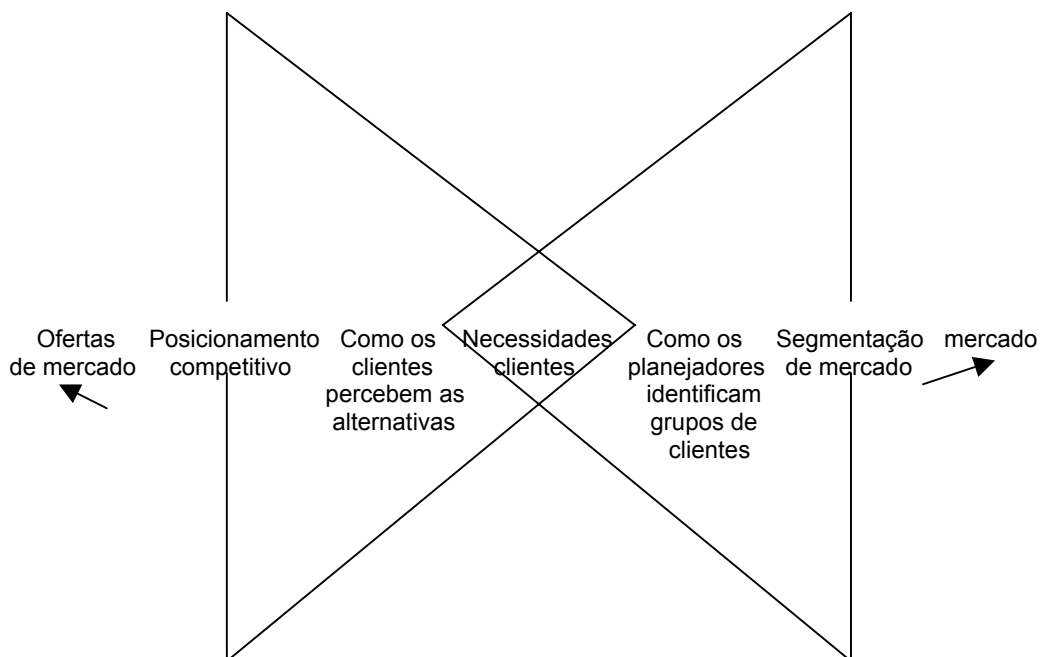 Ofertas
de mercado
Posicionamento
competitivo
Como os
clientes
percebem as
alternativas
Necessidades
clientes
Como os
planejadores
identificam
grupos de
clientes
Segmentação
de mercado
mercado